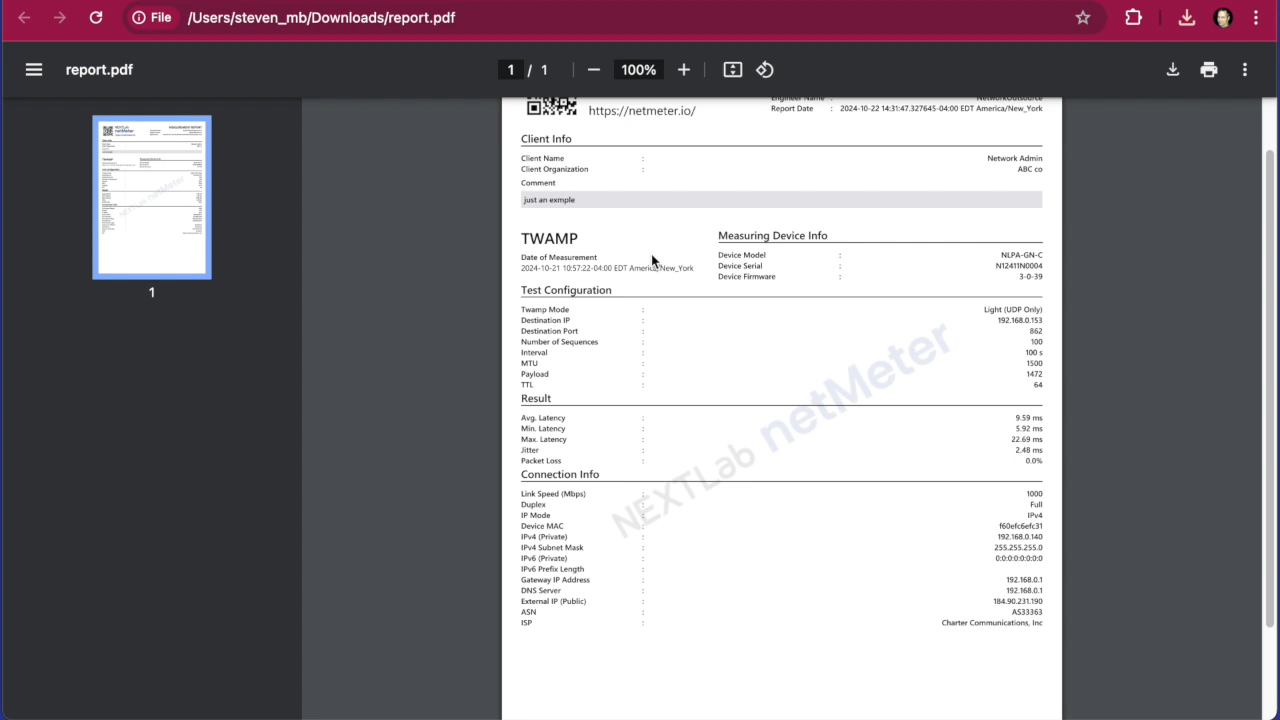 File /Users/steven_mb/Downloads/report.pdf
report.pdf
1 / 1
100%
1
https://netmeter.io/
Engineer Name : NetworkOutsource
Report Date : 2024-10-22 14:31:47.327645-04:00 EDT America/New_York
Client Info
Client Name : Network Admin
Client Organization : ABC co
Comment
just an exmple
TWAMP
Date of Measurement
2024-10-21 10:57:22-04:00 EDT America/New_York
Measuring Device Info
Device Model : NLPA-GN-C
Device Serial : N12411N0004
Device Firmware : 3-0-39
Test Configuration
Twamp Mode : Light (UDP Only)
Destination IP : 192.168.0.153
Destination Port : 862
Number of Sequences : 100
Interval : 100 s
MTU : 1500
Payload : 1472
TTL : 64
Result
Avg. Latency : 9.59 ms
Min. Latency : 5.92 ms
Max. Latency : 22.69 ms
Jitter : 2.48 ms
Packet Loss : 0.0%
Connection Info
Link Speed (Mbps) : 1000
Duplex : Full
IP Mode : IPv4
Device MAC : f60efc6efc31
IPv4 (Private) : 192.168.0.140
IPv4 Subnet Mask : 255.255.255.0
IPv6 (Private) : 0:0:0:0:0:0:0
IPv6 Prefix Length :
Gateway IP Address : 192.168.0.1
DNS Server : 192.168.0.1
External IP (Public) : 184.90.231.190
ASN : AS33363
ISP : Charter Communications, Inc
NEXTLab netMeter